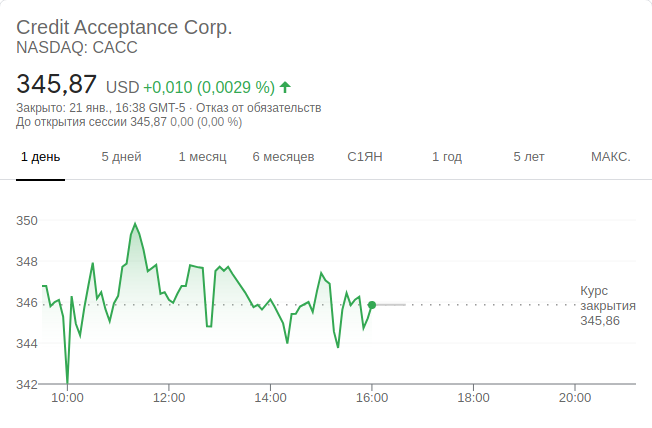 Credit Acceptance Corp.
NASDAQ: CACC
345,87 USD +0,010 (0,0029 %)
Закрыто: 21 янв., 16:38 GMT-5 · Отказ от обязательств
До открытия сессии 345,87 0,00 (0,00 %)
1 день 5 дней 1 месяц 6 месяцев С1ЯН 1 год 5 лет МАКС.
350
348
346
344
342
Курс
закрытия
345,86
10:00 12:00 14:00 16:00 18:00 20:00